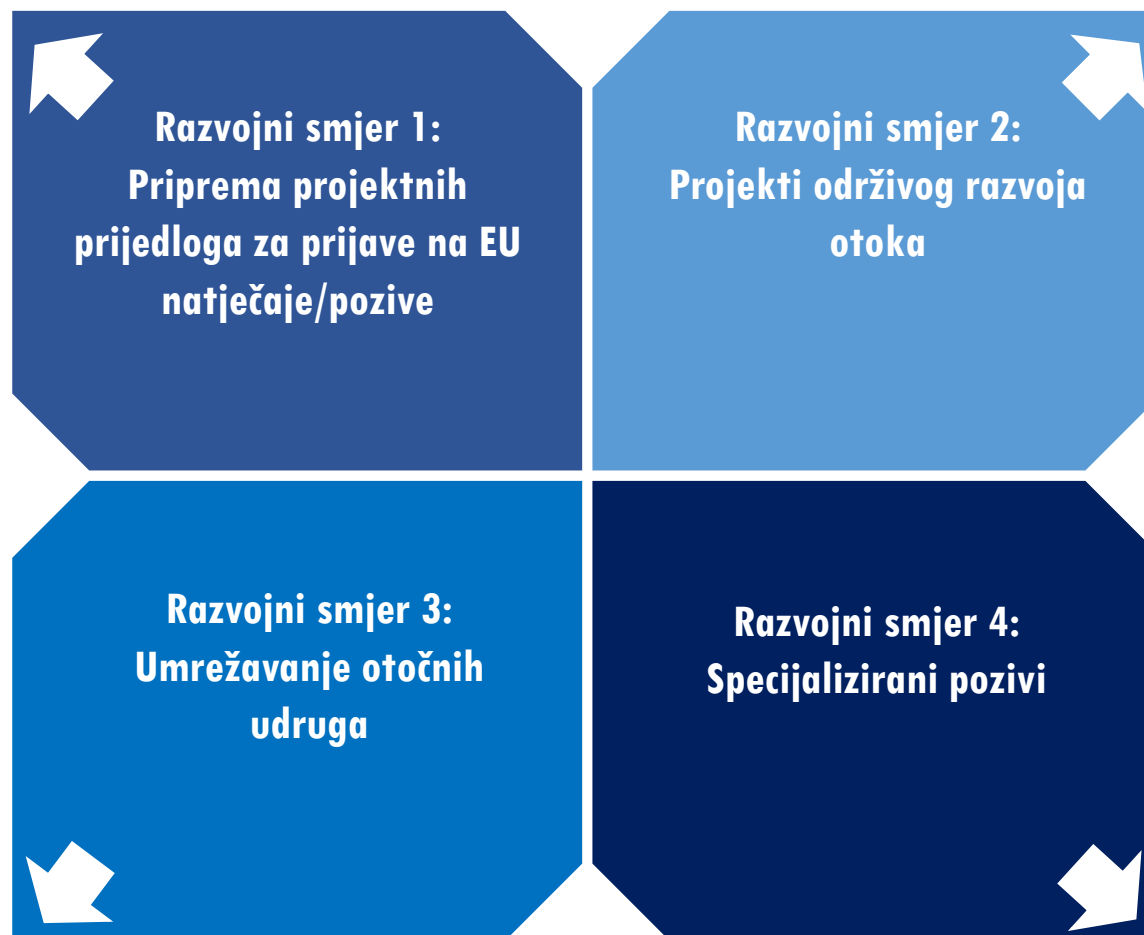 Razvojni smjer 1:
Priprema projektnih
prijedloga za prijave na EU
natječaje/pozive
Razvojni smjer 2:
Projekti održivog razvoja
otoka
Razvojni smjer 3:
Umrežavanje otočnih
udruga
Razvojni smjer 4:
Specijalizirani pozivi